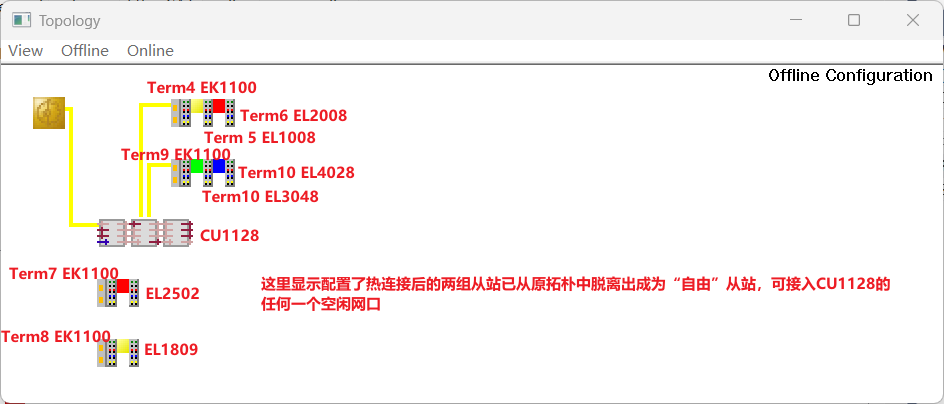 Topology
View Offline Online
Offline Configuration
Term4 EK1100
Term6 EL2008
Term 5 EL1008
Term9 EK1100
Term10 EL4028
Term10 EL3048
CU1128
Term7 EK1100
EL2502
这里显示配置了热连接后的两组从站已从原拓扑中脱离出成为“自由”从站，可接入CU1128的
任何一个空闲网口
Term8 EK1100
EL1809